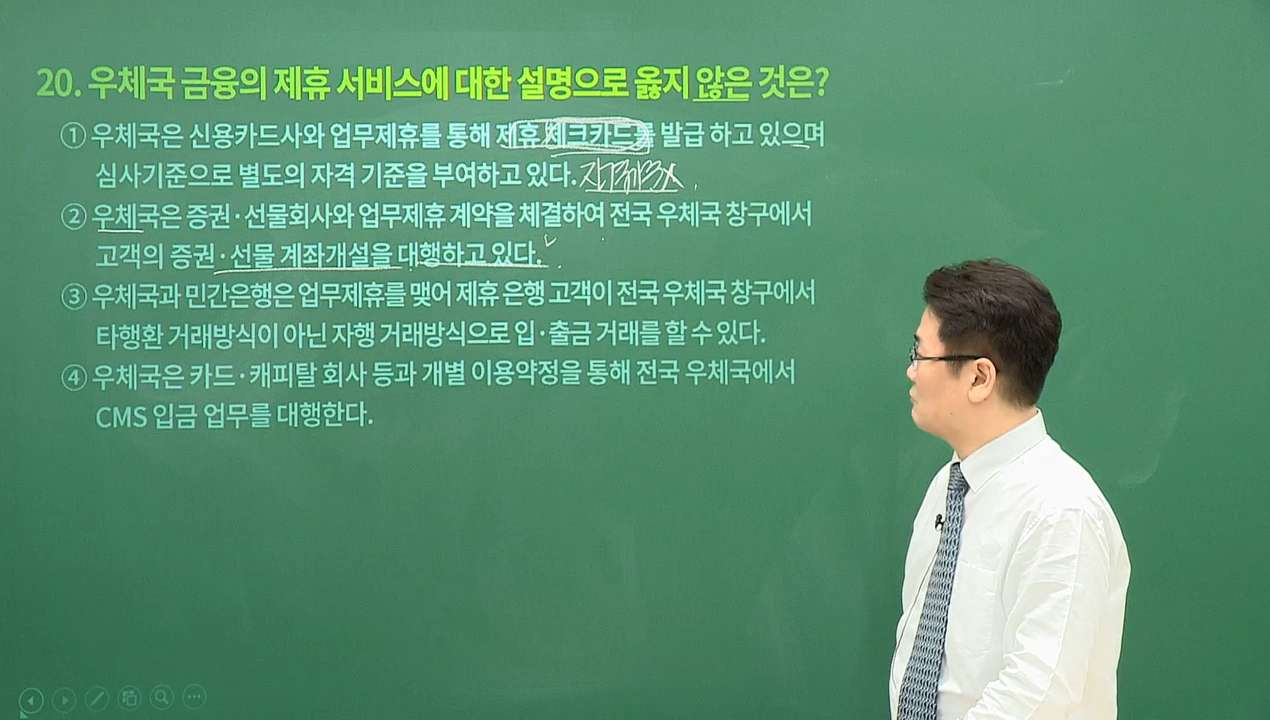 20. 우체국 금융의 제휴 서비스에 대한 설명으로 옳지 않은 것은?
① 우체국은 신용카드사와 업무제휴를 통해 제휴 체크카드를 발급 하고 있으며
심사기준으로 별도의 자격 기준을 부여하고 있다.
② 우체국은 증권·선물회사와 업무제휴 계약을 체결하여 전국 우체국 창구에서
고객의 증권·선물 계좌개설을 대행하고 있다.
③ 우체국과 민간은행은 업무제휴를 맺어 제휴 은행 고객이 전국 우체국 창구에서
타행환 거래방식이 아닌 자행 거래방식으로 입·출금 거래를 할 수 있다.
④ 우체국은 카드·캐피탈 회사 등과 개별 이용약정을 통해 전국 우체국에서
CMS 입금 업무를 대행한다.